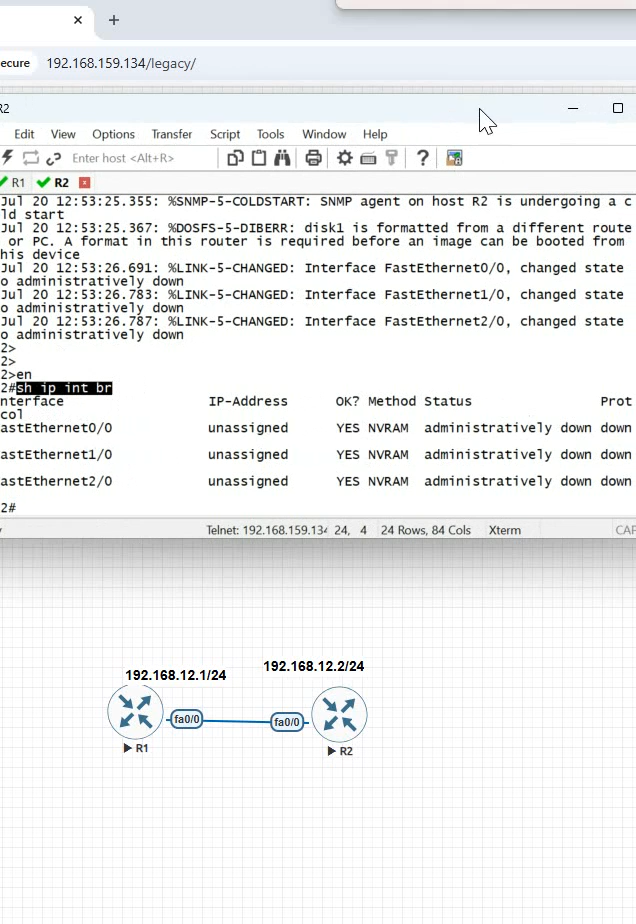 ecure 192.168.159.134/legacy/
R2
Edit View Options Transfer Script Tools Window Help
Enter host <Alt+R>
R1 R2
Jul 20 12:53:25.355: %SNMP-5-COLDSTART: SNMP agent on host R2 is undergoing a c
ld start
Jul 20 12:53:25.367: %DOSFS-5-DIBERR: disk1 is formatted from a different route
or PC. A format in this router is required before an image can be booted from
his device
Jul 20 12:53:26.691: %LINK-5-CHANGED: Interface FastEthernet0/0, changed state
o administratively down
Jul 20 12:53:26.783: %LINK-5-CHANGED: Interface FastEthernet1/0, changed state
o administratively down
Jul 20 12:53:26.787: %LINK-5-CHANGED: Interface FastEthernet2/0, changed state
o administratively down
2>
2>
2>en
2#sh ip int br
nterface IP-Address OK? Method Status Prot
col
astEthernet0/0 unassigned YES NVRAM administratively down down
astEthernet1/0 unassigned YES NVRAM administratively down down
astEthernet2/0 unassigned YES NVRAM administratively down down
2#
Telnet: 192.168.159.134 24, 4 24 Rows, 84 Cols Xterm CAP
192.168.12.1/24 192.168.12.2/24
fa0/0 fa0/0
R1 R2